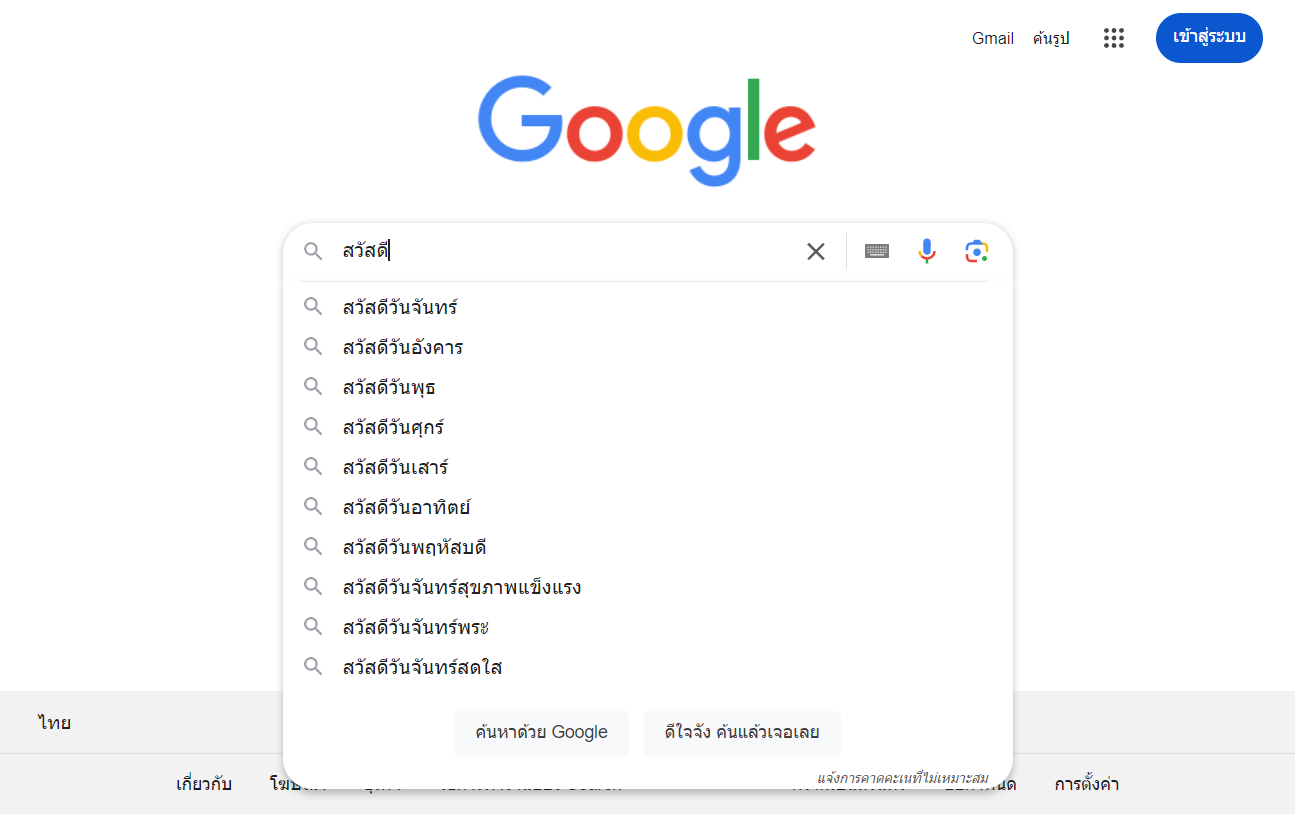 Gmail ค้นรูป เข้าสู่ระบบ
Google
สวัสดี
สวัสดีวันจันทร์
สวัสดีวันอังคาร
สวัสดีวันพุธ
สวัสดีวันศุกร์
สวัสดีวันเสาร์
สวัสดีวันอาทิตย์
สวัสดีวันพฤหัสบดี
สวัสดีวันจันทร์สุขภาพแข็งแรง
สวัสดีวันจันทร์พระ
สวัสดีวันจันทร์สดใส
ไทย
ค้นหาด้วย Google ดีใจจัง ค้นแล้วเจอเลย
แจ้งการคาดคะเนที่ไม่เหมาะสม
เกี่ยวกับ การตั้งค่า